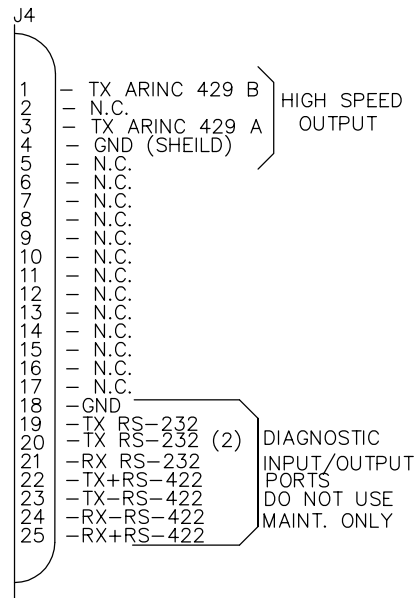 J4
1 – TX ARINC 429 B
2 – N.C.
3 – TX ARINC 429 A
4 – GND (SHEILD)
HIGH SPEED
OUTPUT
5 – N.C.
6 – N.C.
7 – N.C.
8 – N.C.
9 – N.C.
10 – N.C.
11 – N.C.
12 – N.C.
13 – N.C.
14 – N.C.
15 – N.C.
16 – N.C.
17 – N.C.
18 –GND
19 –TX RS–232
20 –TX RS–232 (2)
21 –RX RS–232
22 –TX+RS–422
23 –TX–RS–422
24 –RX–RS–422
25 –RX+RS–422
DIAGNOSTIC
INPUT/OUTPUT
PORTS
DO NOT USE
MAINT. ONLY